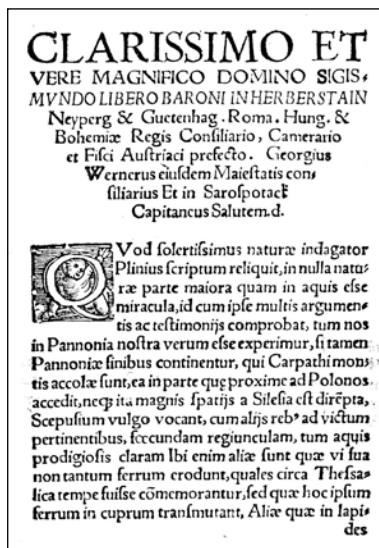 CLARISSIMO ET
VERE MAGNIFICO DOMINO SIGIS⸗
MVNDO LIBERO BARONI IN HERBERSTAIN
Neyperg & Guetenhag. Roma. Hung. &
Bohemiæ Regis Conſiliario, Camerario
et Fiſci Auſtriaci prefecto. Georgius
Wernerus eiuſdem Maieſtatis con⸗
ſiliarius Et in Saroſpotack
Capitaneus Salutem.d.
QVod ſolertiſsimus naturæ indagator
Plinius ſcriptum reliquit, in nulla natu⸗
ræ parte maiora quam in aquis eſse
miracula, id cum ipſe multis argumen⸗
tis ac teſtimonijs comprobat, tum nos
in Pannonia noſtra verum eſse experimur, ſi tamen
Pannoniæ finibus continentur, qui Carpathi mon⸗
tis accolæ ſunt, ea in parte quę proxime ad Polonos
accedit, neqȝ ita magnis ſpatijs a Sileſia eſt dirēpta,
Scepuſium vulgo vocant, cum alijs reb⁹ ad victum
pertinentibus, fœcundam regiunculam, tum aquis
prodigioſis claram Ibi enim aliæ ſunt quæ vi ſua
non tantum ferrum erodunt, quales circa Theſsa⸗
lica tempe fuiſse cōmemorantur, ſed quæ hoc ipſum
ferrum in cuprum tranſmutant, Aliæ quæ in lapi⸗
des